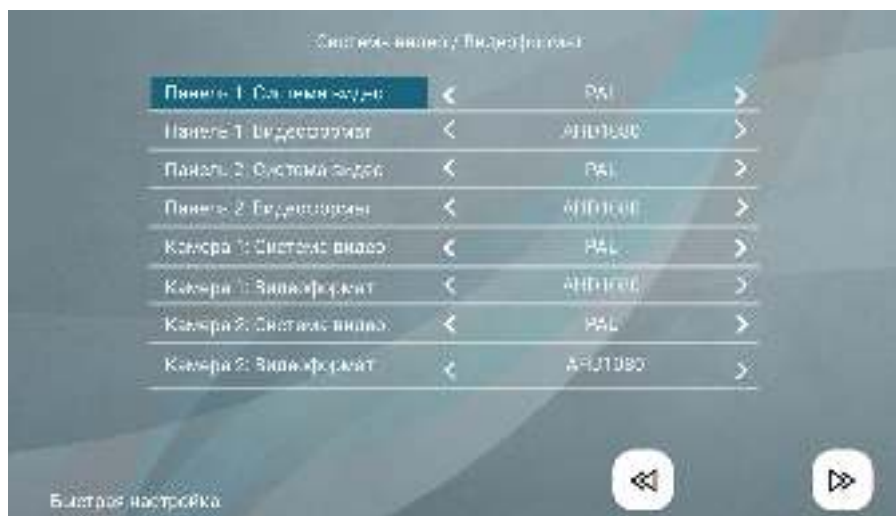 Система видео / Видеоформат
Панель 1: Система видео PAL
Панель 1: Видеоформат AHD1080
Панель 2: Система видео PAL
Панель 2: Видеоформат AHD1080
Камера 1: Система видео PAL
Камера 1: Видеоформат AHD1080
Камера 2: Система видео PAL
Камера 2: Видеоформат AHD1080
Быстрая настройка